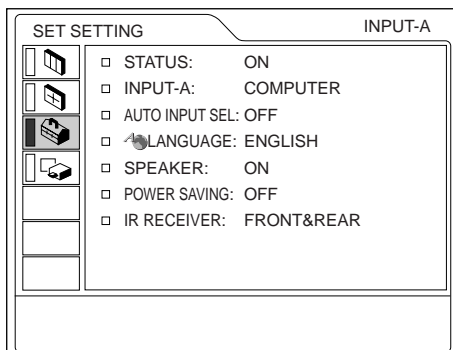 SET SETTING INPUT-A
STATUS: ON
INPUT-A: COMPUTER
AUTO INPUT SEL: OFF
LANGUAGE: ENGLISH
SPEAKER: ON
POWER SAVING: OFF
IR RECEIVER: FRONT&REAR